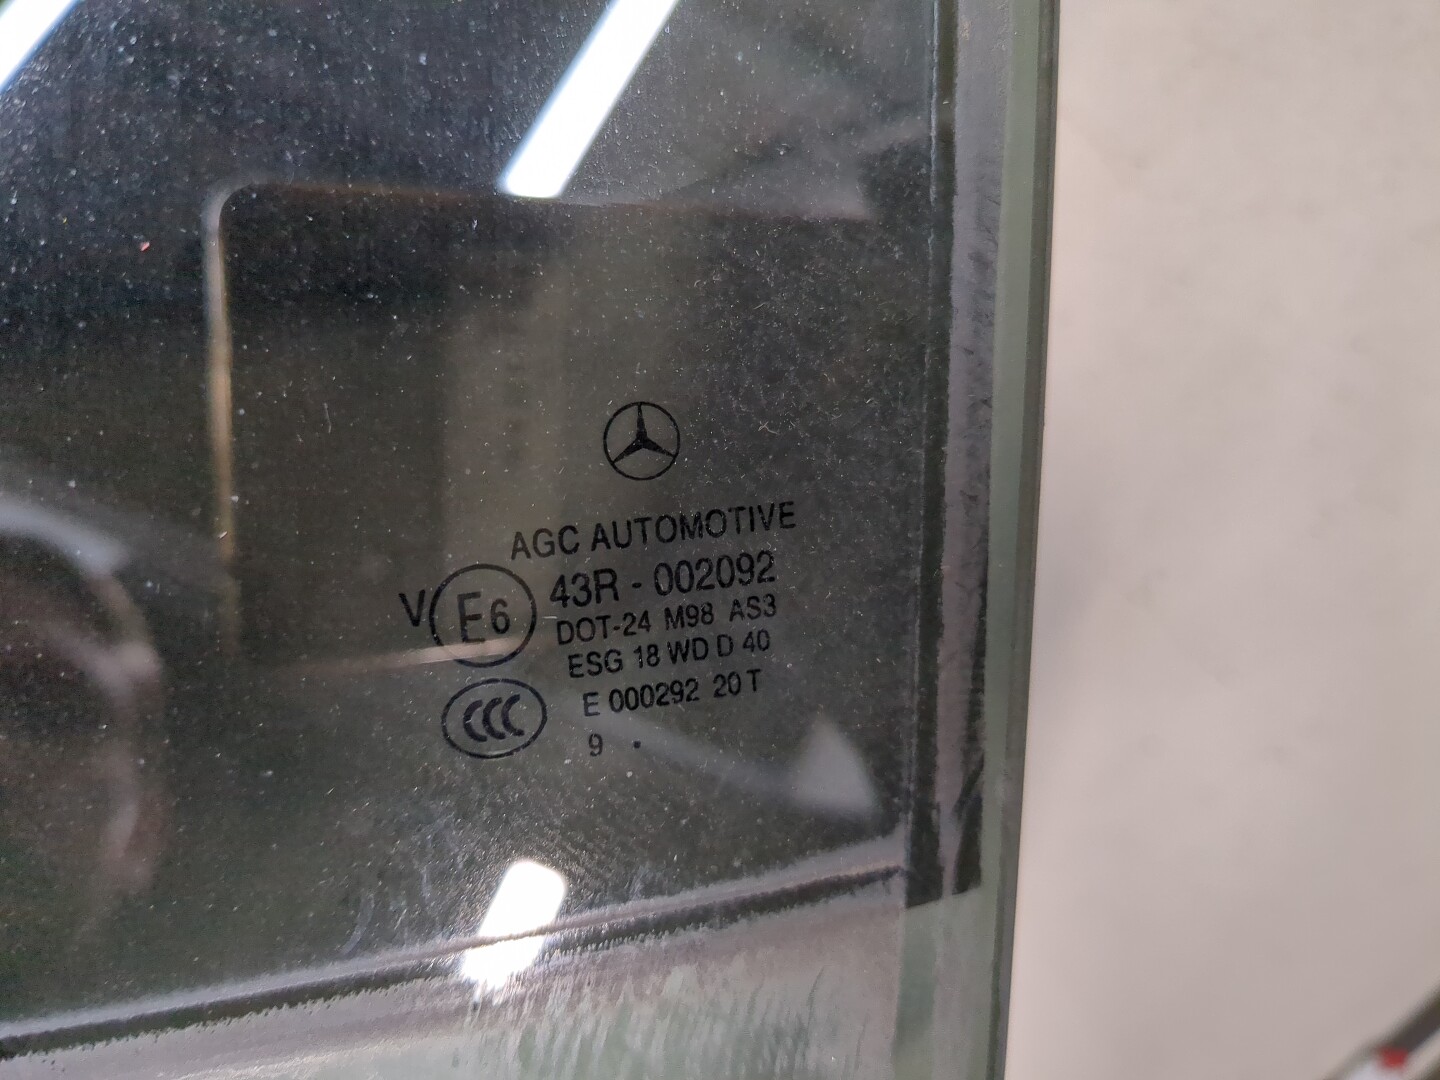 AGC AUTOMOTIVE
V E6 43R - 002092
DOT-24 M98 AS3
ESG 18 WD D 40
E 000292 20 T
CCC
9 .